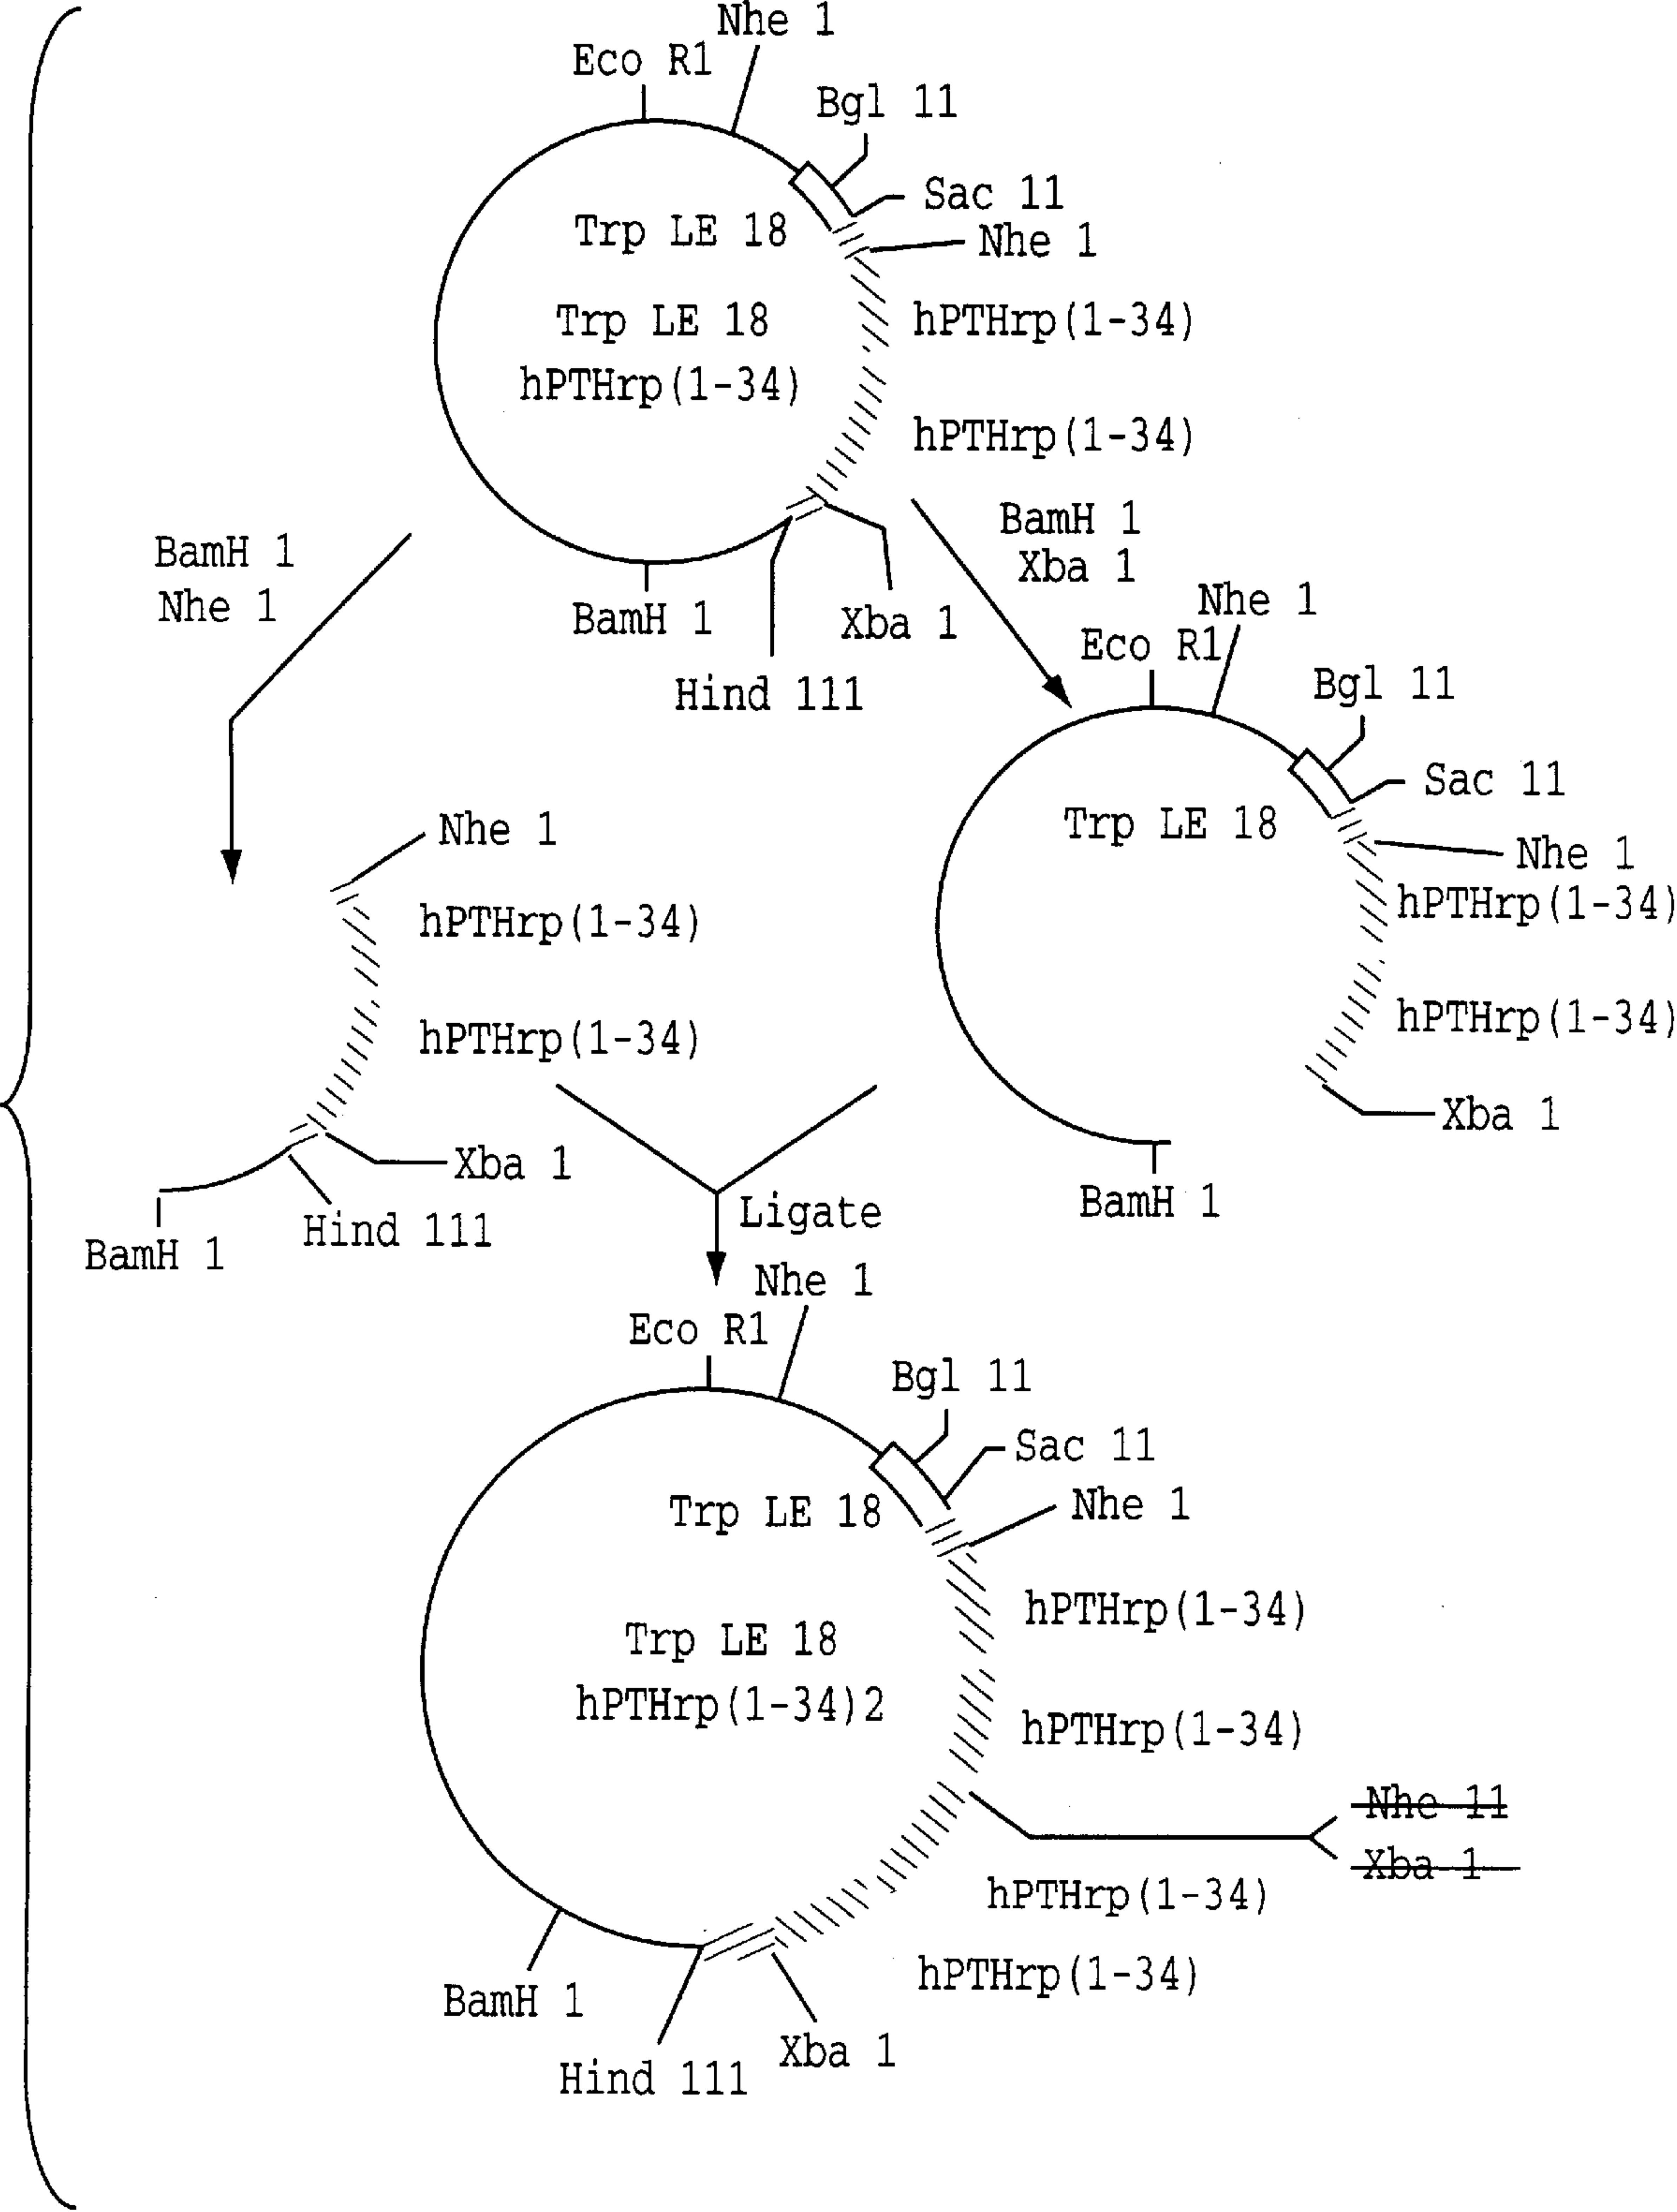 Nhe 1
Eco R1
Bgl 11
Sac 11
Trp LE 18
Nhe 1
Trp LE 18
hPTHrp(1-34)
hPTHrp(1-34)
hPTHrp(1-34)
BamH 1
Nhe 1
BamH 1
Xba 1
BamH 1
Xba 1
Hind 111
Nhe 1
Eco R1
Bgl 11
Sac 11
Trp LE 18
Nhe 1
hPTHrp(1-34)
hPTHrp(1-34)
Xba 1
BamH 1
Nhe 1
hPTHrp(1-34)
hPTHrp(1-34)
Xba 1
Hind 111
BamH 1
Ligate
Nhe 1
Eco R1
Bgl 11
Sac 11
Trp LE 18
Nhe 1
hPTHrp(1-34)
Trp LE 18
hPTHrp(1-34)2
hPTHrp(1-34)
Nhe 11
Xba 1
hPTHrp(1-34)
hPTHrp(1-34)
BamH 1
Xba 1
Hind 111